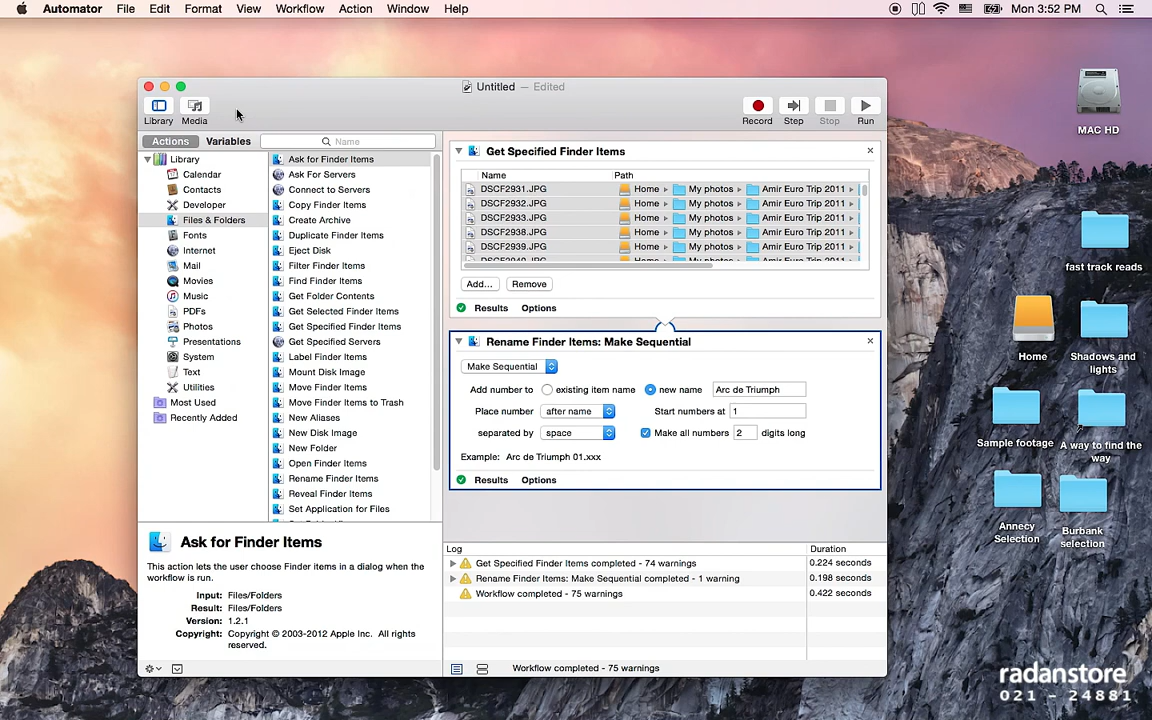 Automator File Edit Format View Workflow Action Window Help Mon 3:52 PM
Untitled — Edited
Library Media Record Step Stop Run
Actions Variables Name
Library
Calendar
Contacts
Developer
Files & Folders
Fonts
Internet
Mail
Movies
Music
PDFs
Photos
Presentations
System
Text
Utilities
Most Used
Recently Added
Ask for Finder Items
Ask For Servers
Connect to Servers
Copy Finder Items
Create Archive
Duplicate Finder Items
Eject Disk
Filter Finder Items
Find Finder Items
Get Folder Contents
Get Selected Finder Items
Get Specified Finder Items
Get Specified Servers
Label Finder Items
Mount Disk Image
Move Finder Items
Move Finder Items to Trash
New Aliases
New Disk Image
New Folder
Open Finder Items
Rename Finder Items
Reveal Finder Items
Set Application for Files
Ask for Finder Items
This action lets the user choose Finder items in a dialog when the
workflow is run.
Input: Files/Folders
Result: Files/Folders
Version: 1.2.1
Copyright: Copyright © 2003-2012 Apple Inc. All rights
reserved.
Get Specified Finder Items
Name Path
DSCF2931.JPG Home My photos Amir Euro Trip 2011
DSCF2932.JPG Home My photos Amir Euro Trip 2011
DSCF2933.JPG Home My photos Amir Euro Trip 2011
DSCF2938.JPG Home My photos Amir Euro Trip 2011
DSCF2939.JPG Home My photos Amir Euro Trip 2011
Add... Remove
Results Options
Rename Finder Items: Make Sequential
Make Sequential
Add number to existing item name new name Arc de Triumph
Place number after name Start numbers at 1
separated by space Make all numbers 2 digits long
Example: Arc de Triumph 01.xxx
Results Options
Log Duration
Get Specified Finder Items completed - 74 warnings 0.224 seconds
Rename Finder Items: Make Sequential completed - 1 warning 0.198 seconds
Workflow completed - 75 warnings 0.422 seconds
Workflow completed - 75 warnings
MAC HD
fast track reads
Home
Shadows and
lights
Sample footage
A way to find the
way
Annecy
Selection
Burbank
selection
radanstore
021 - 24881